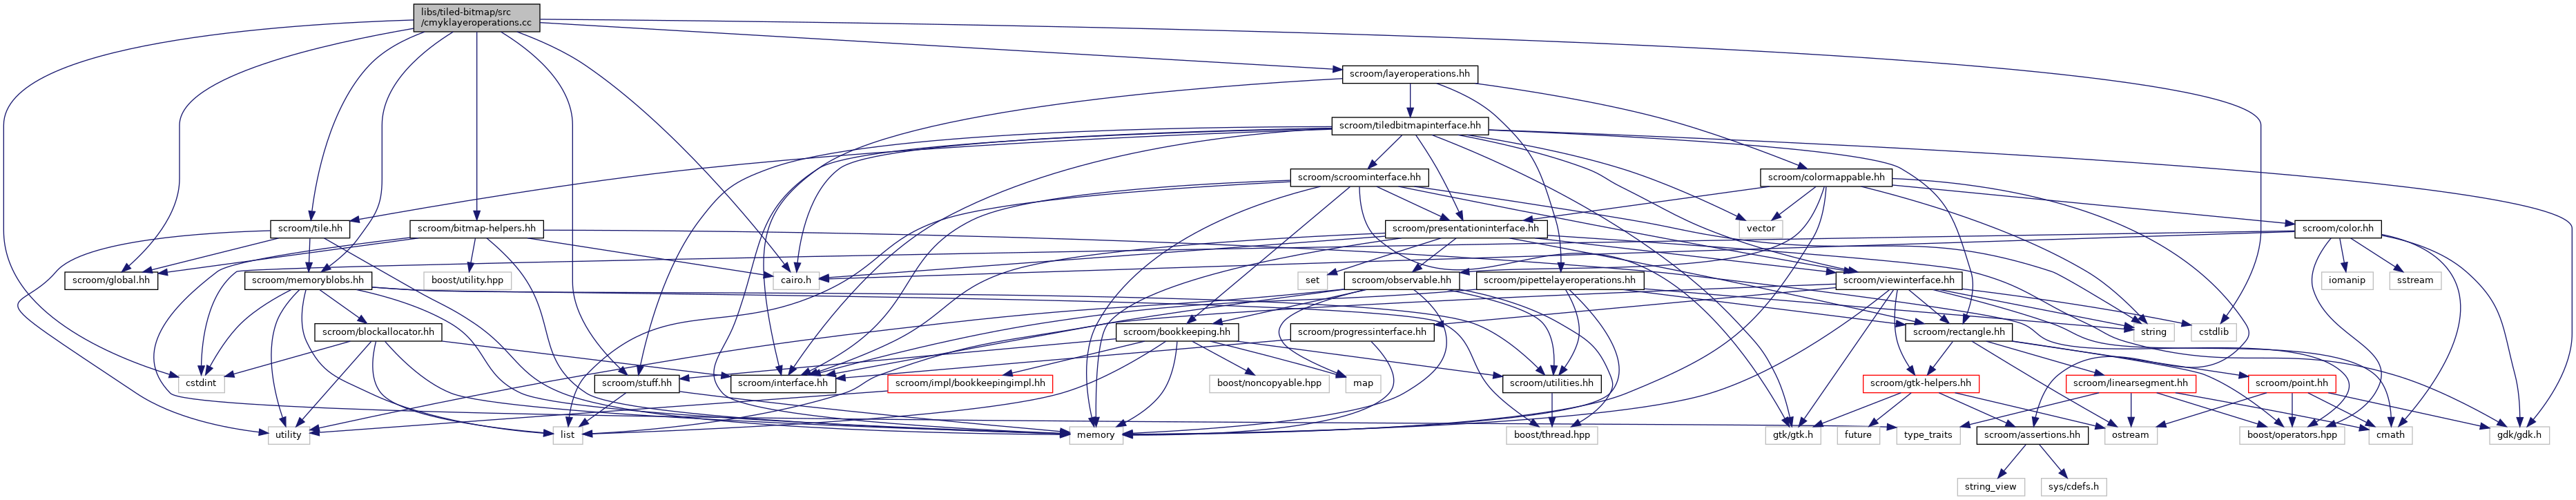 libs/tiled-bitmap/src
/cmyklayeroperations.cc
scroom/layeroperations.hh
scroom/tiledbitmapinterface.hh
scroom/scroominterface.hh
scroom/colormappable.hh
scroom/tile.hh
scroom/bitmap-helpers.hh
scroom/presentationinterface.hh
vector
scroom/color.hh
scroom/global.hh
scroom/memoryblobs.hh
boost/utility.hpp
cairo.h
set
scroom/observable.hh
scroom/pipettelayeroperations.hh
scroom/viewinterface.hh
iomanip
sstream
scroom/blockallocator.hh
scroom/bookkeeping.hh
scroom/progressinterface.hh
scroom/rectangle.hh
string
cstdlib
cstdint
scroom/stuff.hh
scroom/interface.hh
scroom/impl/bookkeepingimpl.hh
boost/noncopyable.hpp
map
scroom/utilities.hh
scroom/gtk-helpers.hh
scroom/linearsegment.hh
scroom/point.hh
utility
list
memory
boost/thread.hpp
gtk/gtk.h
future
type_traits
scroom/assertions.hh
ostream
boost/operators.hpp
cmath
gdk/gdk.h
string_view
sys/cdefs.h